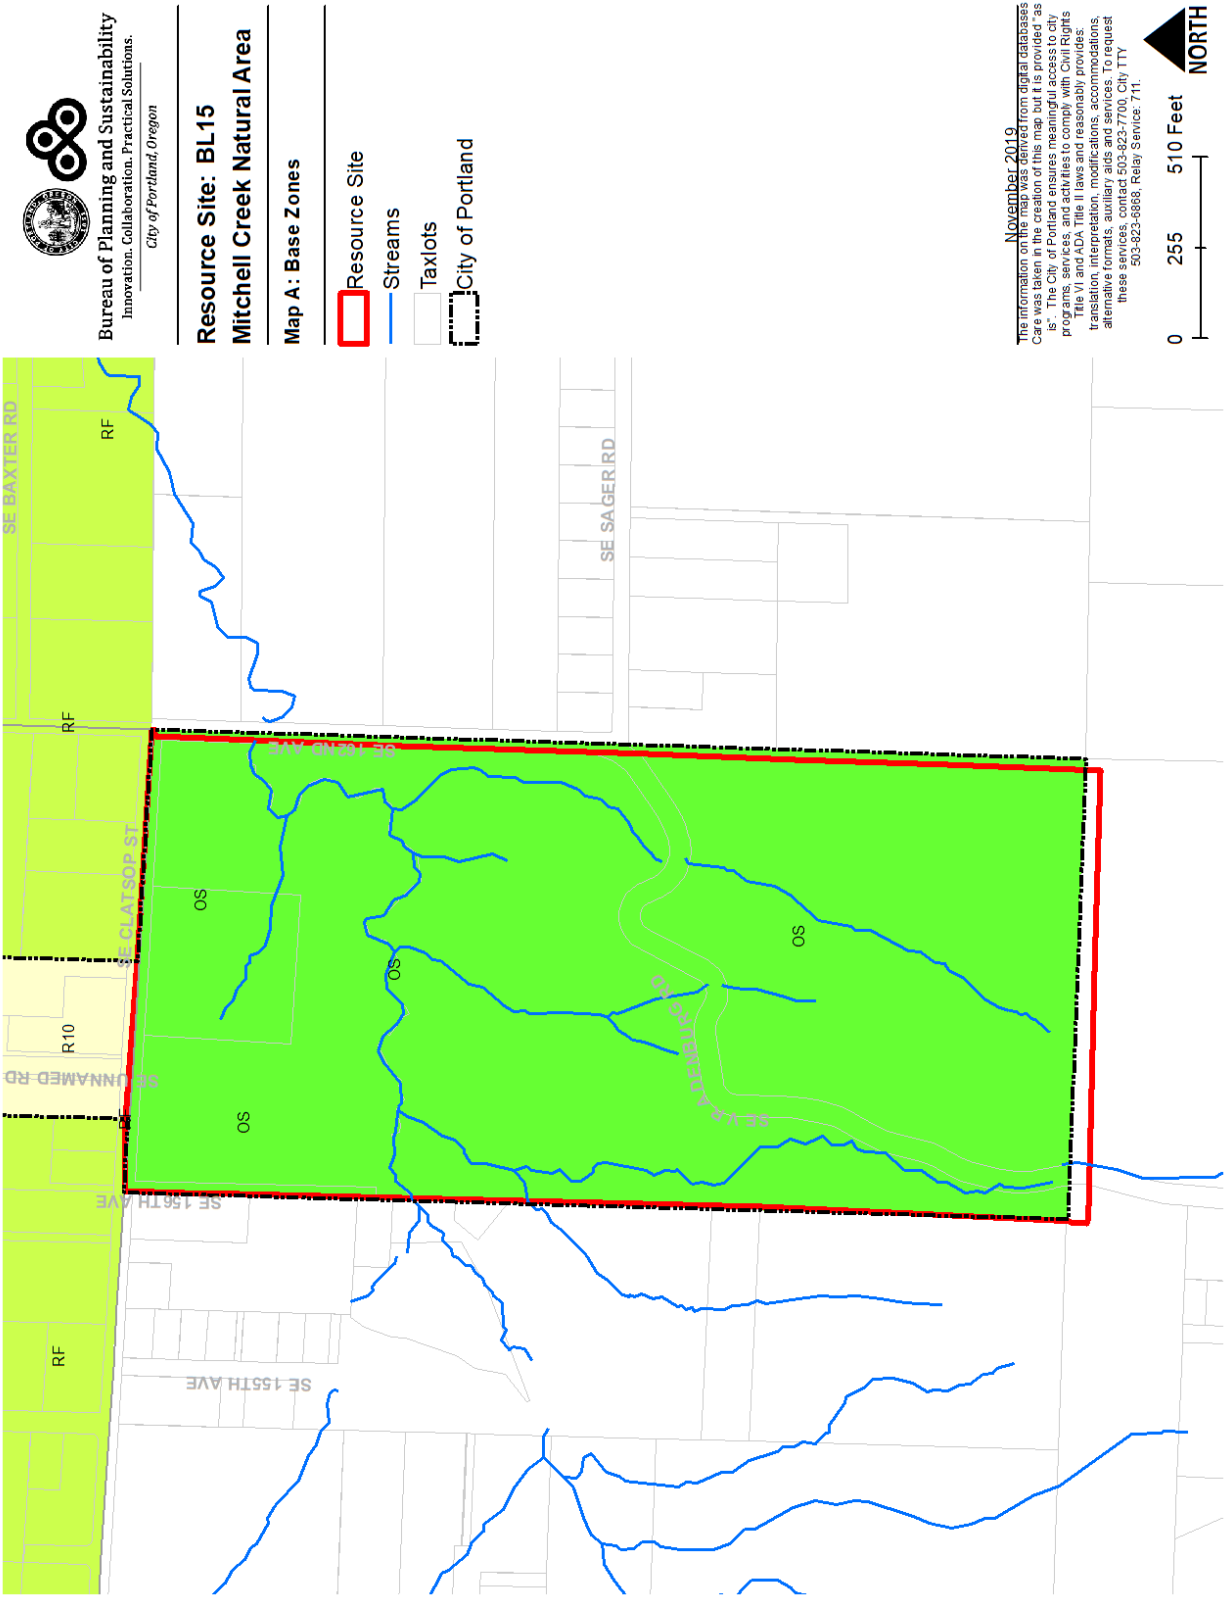 Bureau of Planning and Sustainability
Innovation. Collaboration. Practical Solutions.
City of Portland, Oregon
Resource Site: BL15
Mitchell Creek Natural Area
Map A: Base Zones
Resource Site
Streams
Taxlots
City of Portland
November 2019
The information on the map was derived from digital databases
Care was taken in the creation of this map but it is provided "as
is". The City of Portland ensures meaningful access to city
programs, services, and activities to comply with Civil Rights
Title VI and ADA Title II laws and reasonably provides:
translation, interpretation, modifications, accommodations,
alternative formats, auxiliary aids and services. To request
these services, contact 503-823-7700, City TTY
503-823-6868, Relay Service: 711.
0 255 510 Feet
NORTH
SE BAXTER RD
RF
RF
SE CLATSOP ST
R10
SE UNNAMED RD
RF
RF
SE 162ND AVE
SE SAGER RD
OS
OS
OS
OS
SE 156TH AVE
SE 155TH AVE